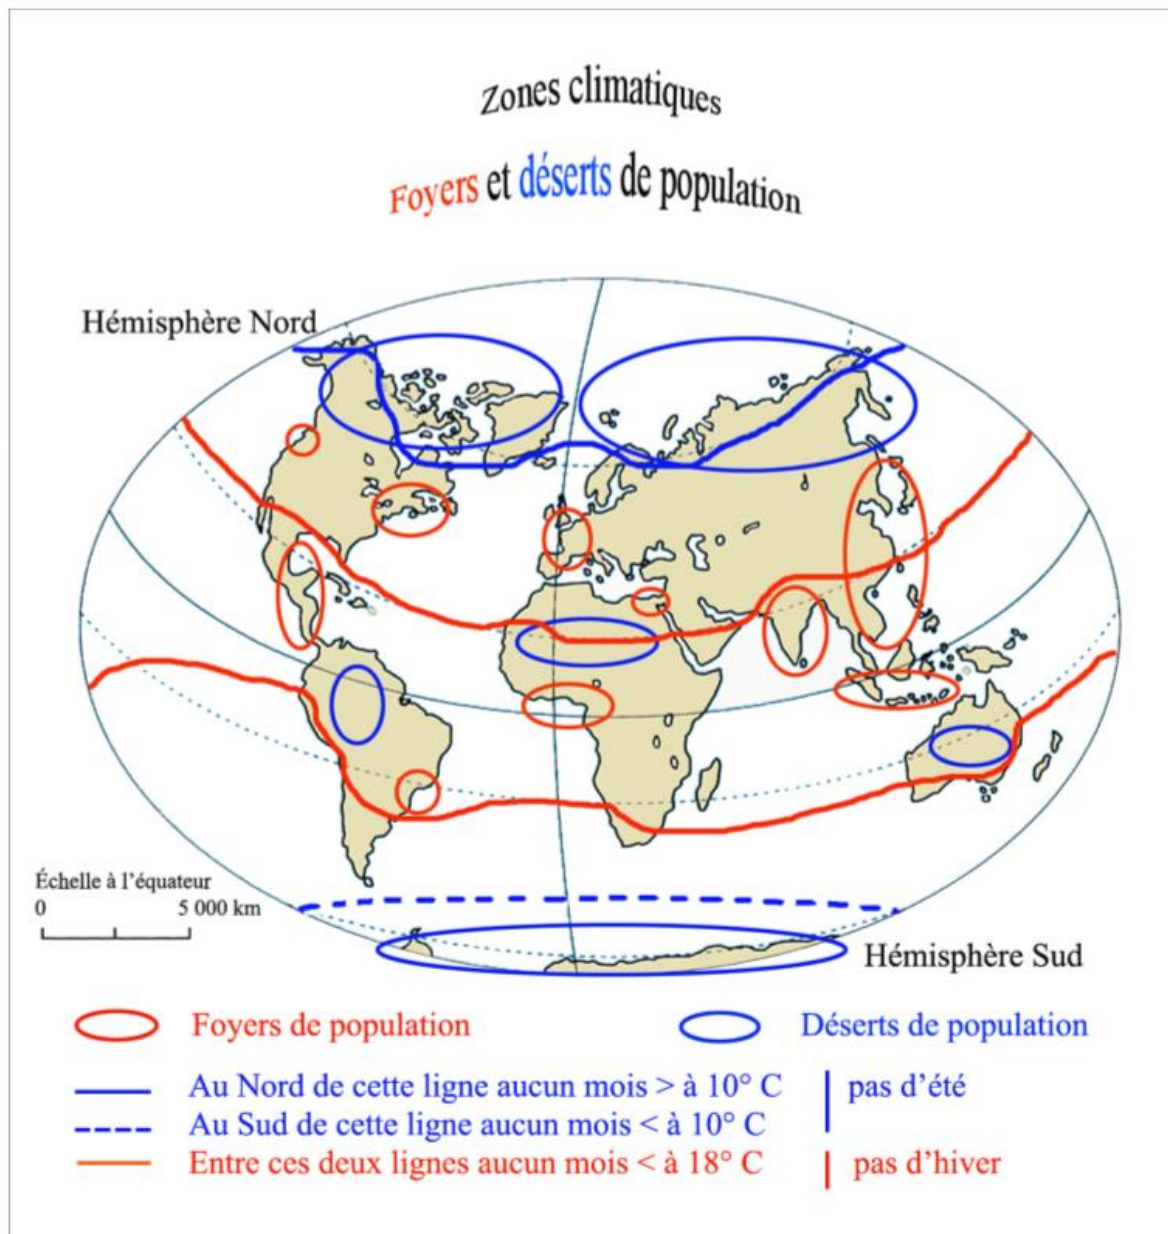 Zones climatiques
Foyers et déserts de population
Hémisphère Nord
Échelle à l'équateur
0 5 000 km
Hémisphère Sud
Foyers de population
Déserts de population
Au Nord de cette ligne aucun mois > à 10° C
pas d'été
Au Sud de cette ligne aucun mois < à 10° C
Entre ces deux lignes aucun mois < à 18° C
pas d'hiver